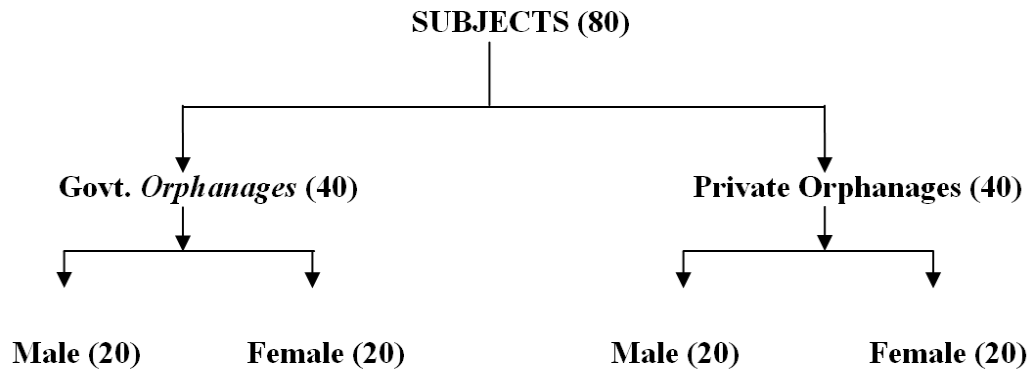 SUBJECTS (80)
Govt. Orphanages (40)
Private Orphanages (40)
Male (20)
Female (20)
Male (20)
Female (20)